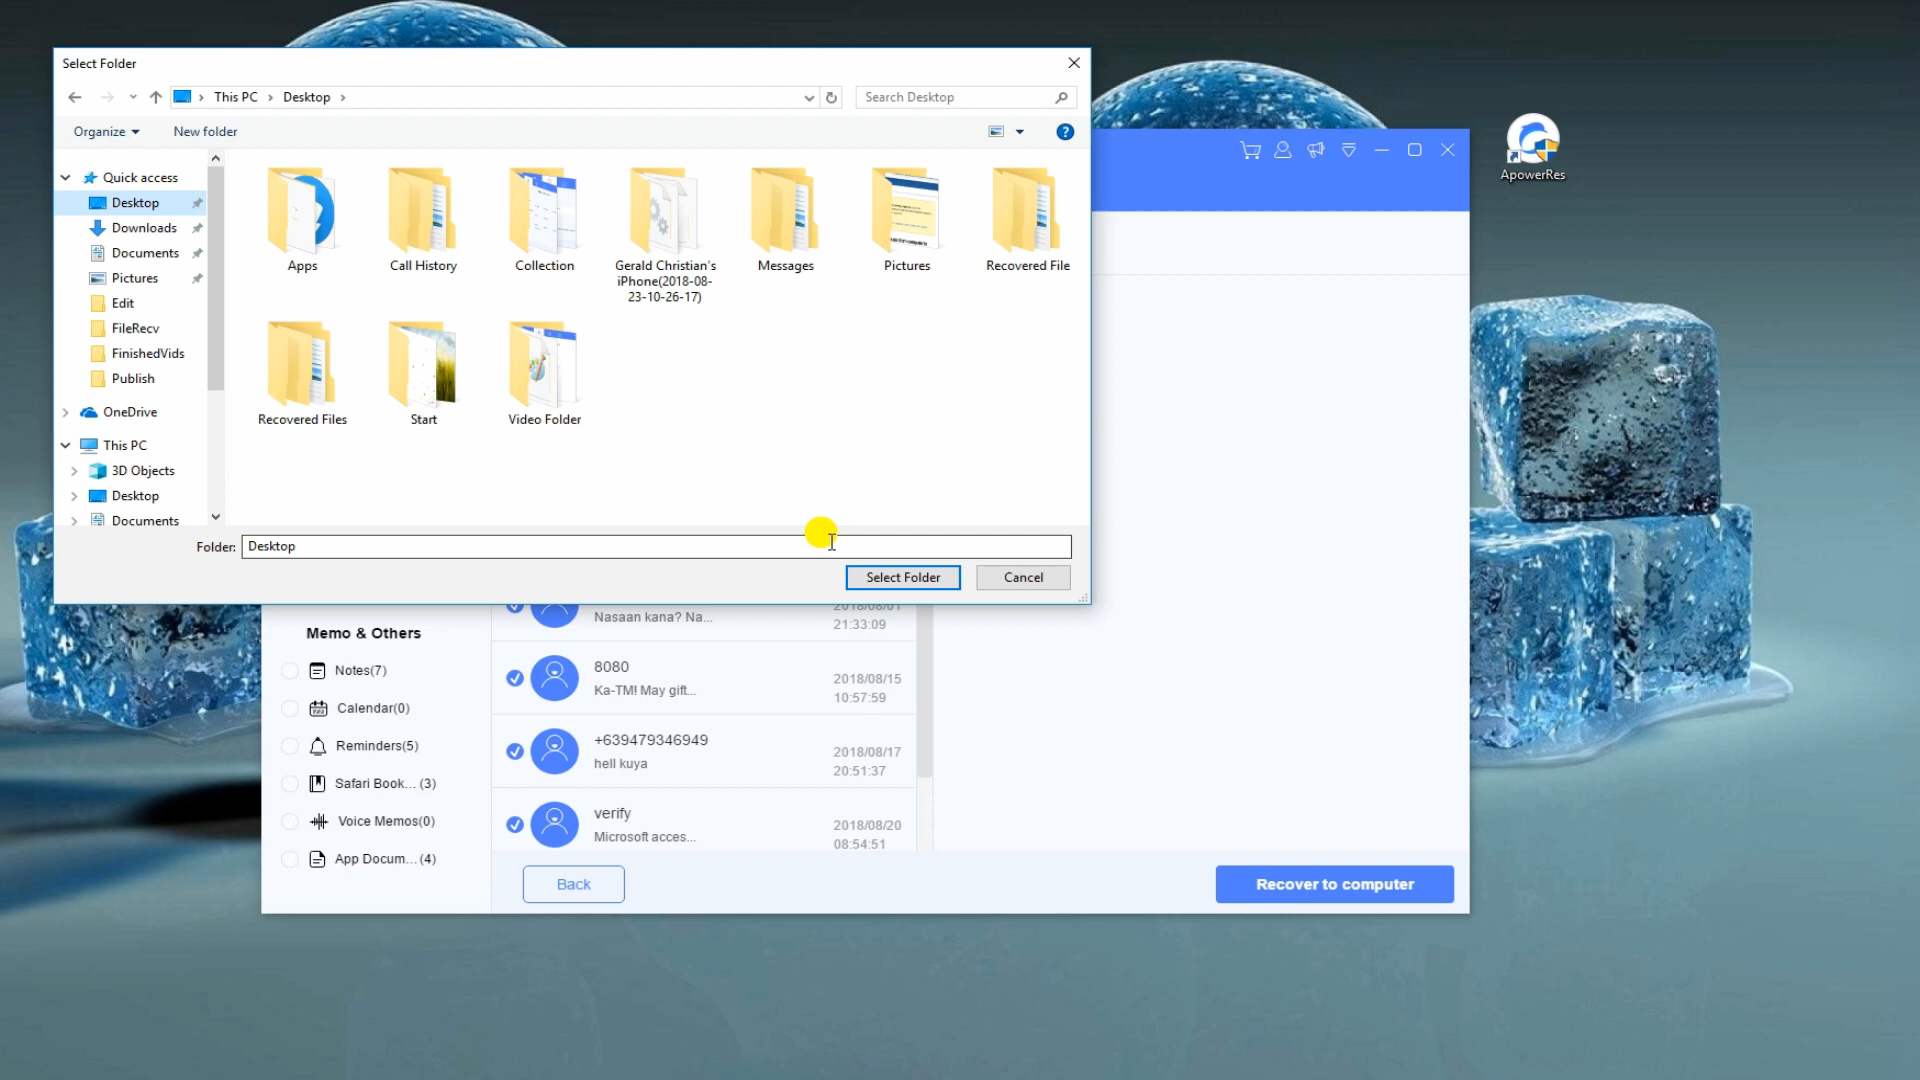 Select Folder
This PC
Desktop
Search Desktop
Organize
New folder
Quick access
Desktop
Downloads
Documents
Pictures
Edit
FileRecv
FinishedVids
Publish
OneDrive
This PC
3D Objects
Desktop
Documents
Apps
Call History
Collection
Gerald Christian's
iPhone(2018-08-
23-10-26-17)
Messages
Pictures
Recovered File
Recovered Files
Start
Video Folder
Folder: Desktop
Select Folder
Cancel
ApowerRes
Memo & Others
Notes(7)
Calendar(0)
Reminders(5)
Safari Book... (3)
Voice Memos(0)
App Docum... (4)
2018/08/01
Nasaan kana? Na...
21:33:09
8080
2018/08/15
Ka-TM! May gift...
10:57:59
+639479346949
2018/08/17
hell kuya
20:51:37
verify
2018/08/20
Microsoft acces...
08:54:51
Back
Recover to computer